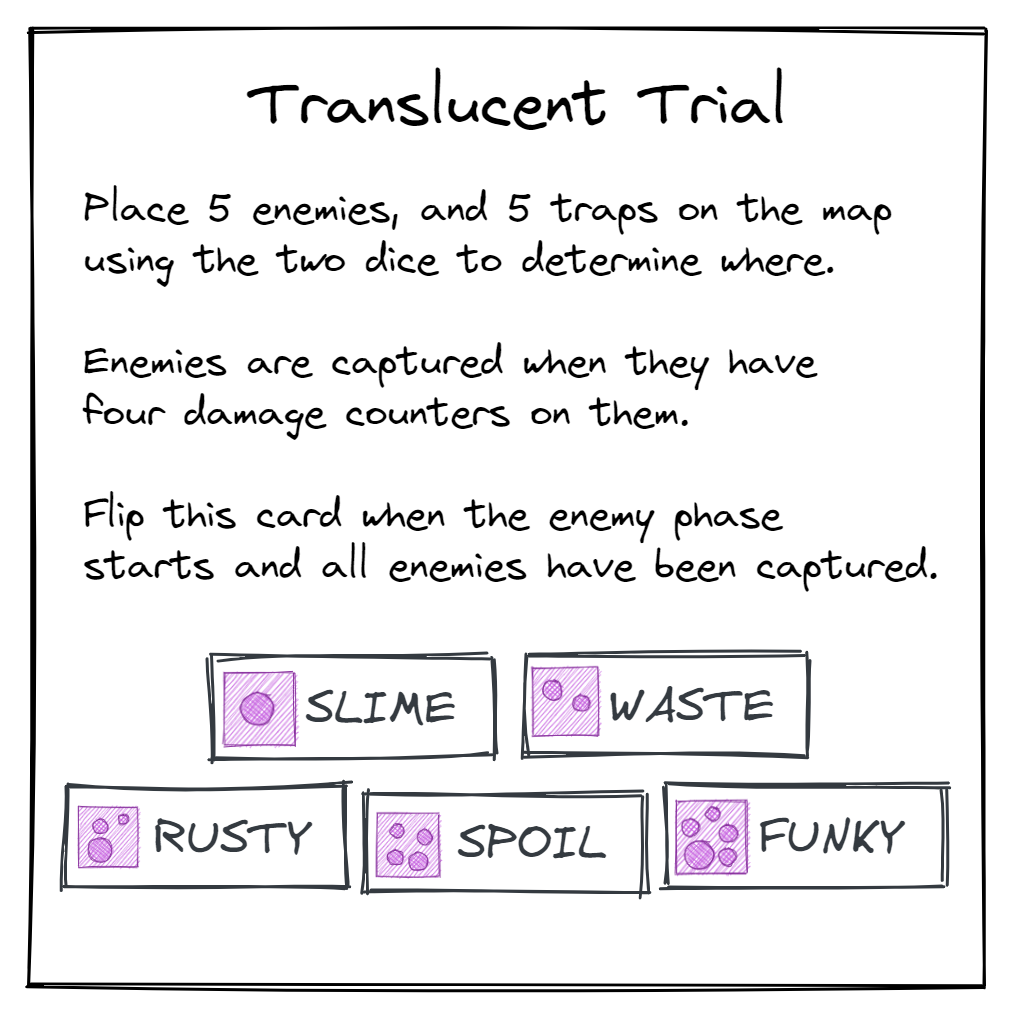 Translucent Trial
Place 5 enemies, and 5 traps on the map
using the two dice to determine where.
Enemies are captured when they have
four damage counters on them.
Flip this card when the enemy phase
starts and all enemies have been captured.
SLIME
WASTE
RUSTY
SPOIL
FUNKY